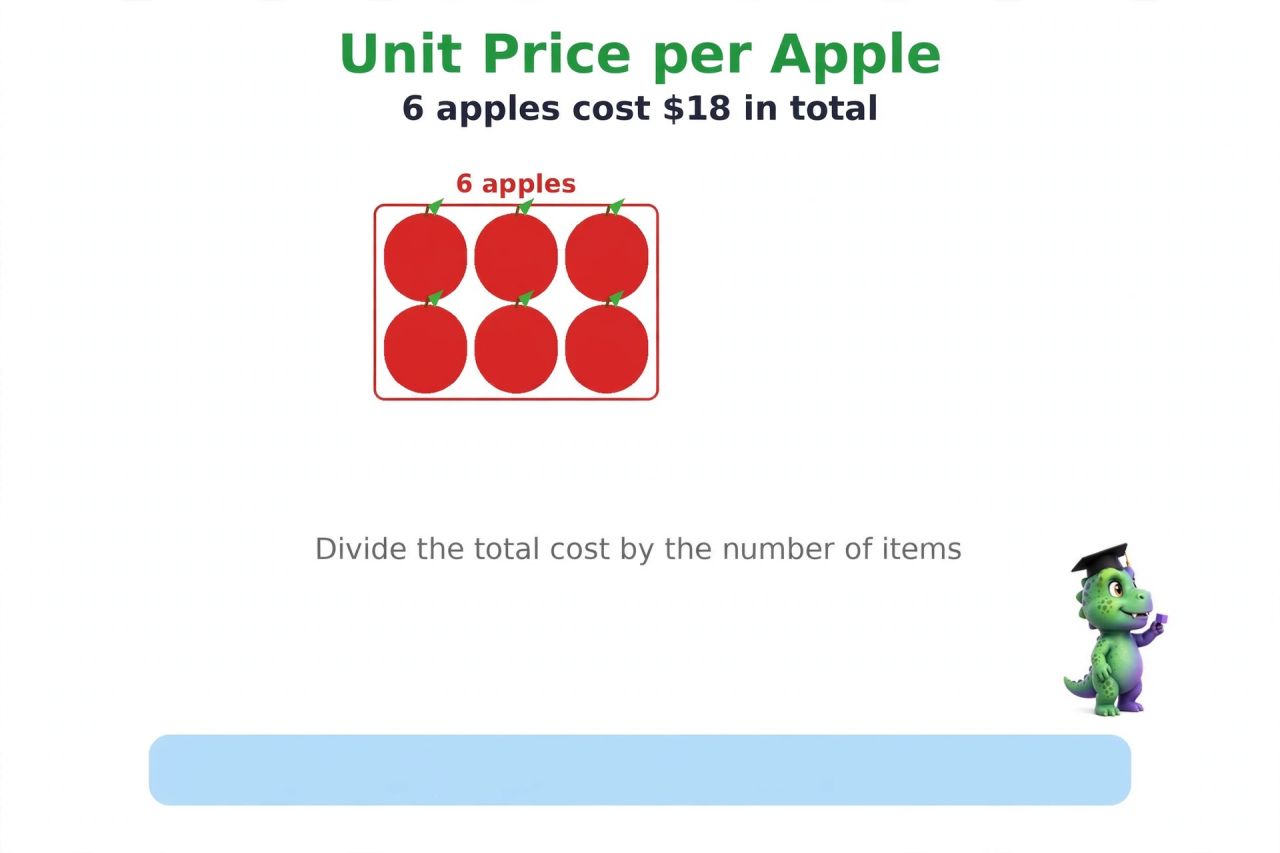 Unit Price per Apple
6 apples cost $18 in total
6 apples
Divide the total cost by the number of items